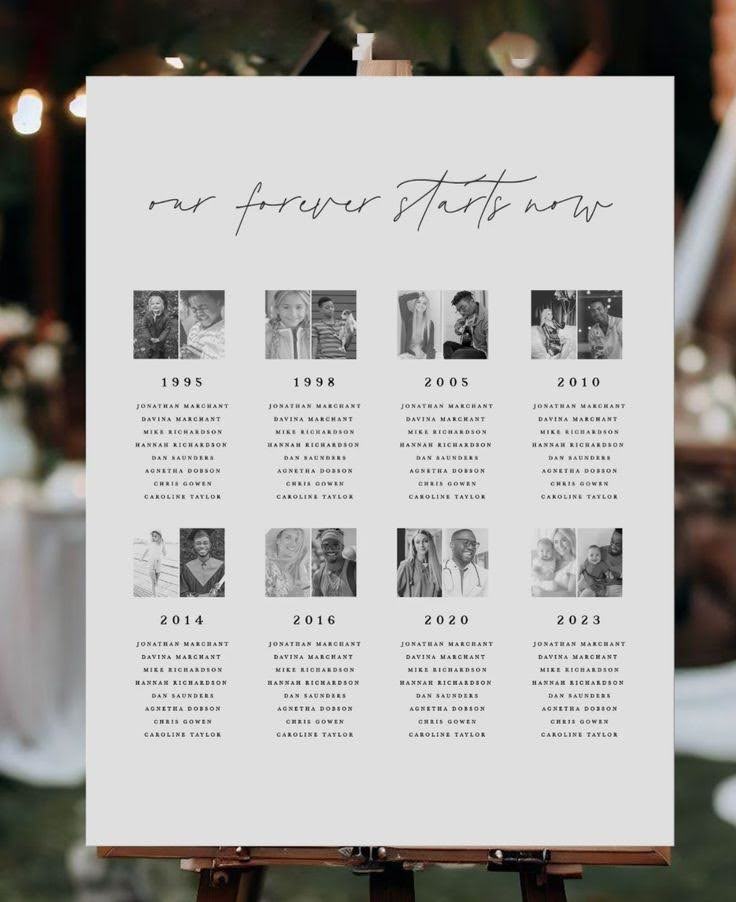 our forever starts now
1995
JONATHAN MARCHANT
DAVINA MARCHANT
MIKE RICHARDSON
HANNAH RICHARDSON
DAN SAUNDERS
AGNETHA DOBSON
CHRIS GOWEN
CAROLINE TAYLOR
1998
JONATHAN MARCHANT
DAVINA MARCHANT
MIKE RICHARDSON
HANNAH RICHARDSON
DAN SAUNDERS
AGNETHA DOBSON
CHRIS GOWEN
CAROLINE TAYLOR
2005
JONATHAN MARCHANT
DAVINA MARCHANT
MIKE RICHARDSON
HANNAH RICHARDSON
DAN SAUNDERS
AGNETHA DOBSON
CHRIS GOWEN
CAROLINE TAYLOR
2010
JONATHAN MARCHANT
DAVINA MARCHANT
MIKE RICHARDSON
HANNAH RICHARDSON
DAN SAUNDERS
AGNETHA DOBSON
CHRIS GOWEN
CAROLINE TAYLOR
2014
JONATHAN MARCHANT
DAVINA MARCHANT
MIKE RICHARDSON
HANNAH RICHARDSON
DAN SAUNDERS
AGNETHA DOBSON
CHRIS GOWEN
CAROLINE TAYLOR
2016
JONATHAN MARCHANT
DAVINA MARCHANT
MIKE RICHARDSON
HANNAH RICHARDSON
DAN SAUNDERS
AGNETHA DOBSON
CHRIS GOWEN
CAROLINE TAYLOR
2020
JONATHAN MARCHANT
DAVINA MARCHANT
MIKE RICHARDSON
HANNAH RICHARDSON
DAN SAUNDERS
AGNETHA DOBSON
CHRIS GOWEN
CAROLINE TAYLOR
2023
JONATHAN MARCHANT
DAVINA MARCHANT
MIKE RICHARDSON
HANNAH RICHARDSON
DAN SAUNDERS
AGNETHA DOBSON
CHRIS GOWEN
CAROLINE TAYLOR